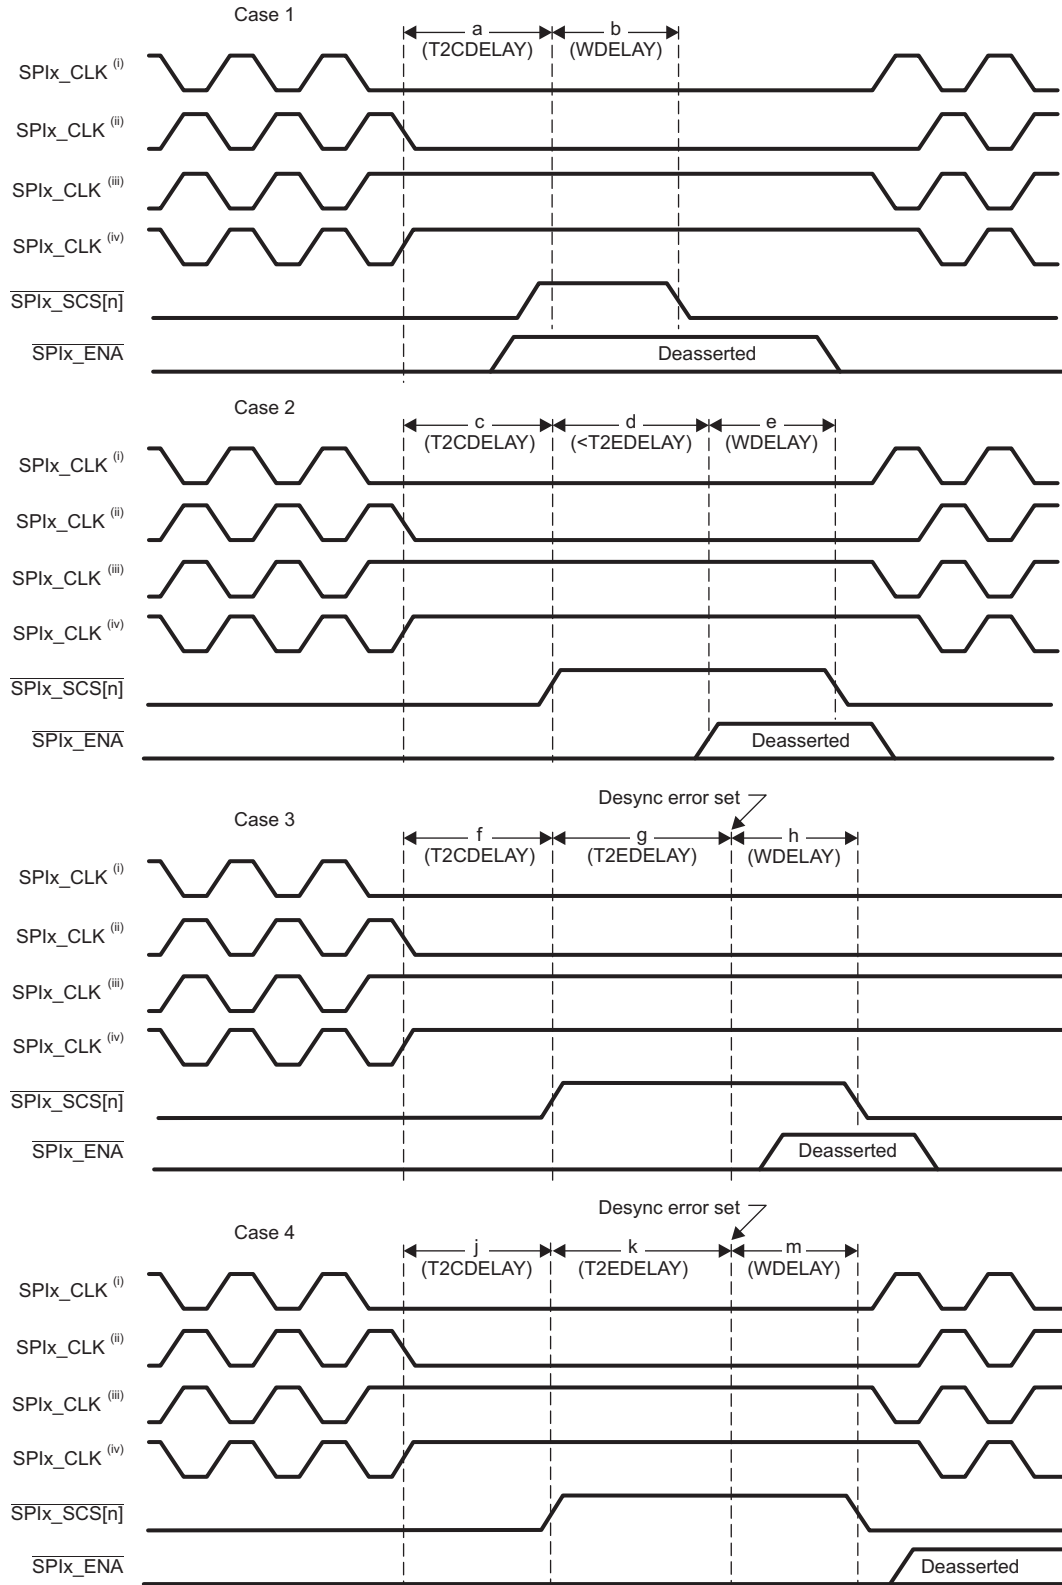 Case 1
a
(T2CDELAY)
b
(WDELAY)
SPIx_CLK (i)
SPIx_CLK (ii)
SPIx_CLK (iii)
SPIx_CLK (iv)
SPIx_SCS[n]
SPIx_ENA
Deasserted
Case 2
c
(T2CDELAY)
d
(<T2EDELAY)
e
(WDELAY)
SPIx_CLK (i)
SPIx_CLK (ii)
SPIx_CLK (iii)
SPIx_CLK (iv)
SPIx_SCS[n]
SPIx_ENA
Deasserted
Desync error set
Case 3
f
(T2CDELAY)
g
(T2EDELAY)
h
(WDELAY)
SPIx_CLK (i)
SPIx_CLK (ii)
SPIx_CLK (iii)
SPIx_CLK (iv)
SPIx_SCS[n]
SPIx_ENA
Deasserted
Desync error set
Case 4
j
(T2CDELAY)
k
(T2EDELAY)
m
(WDELAY)
SPIx_CLK (i)
SPIx_CLK (ii)
SPIx_CLK (iii)
SPIx_CLK (iv)
SPIx_SCS[n]
SPIx_ENA
Deasserted